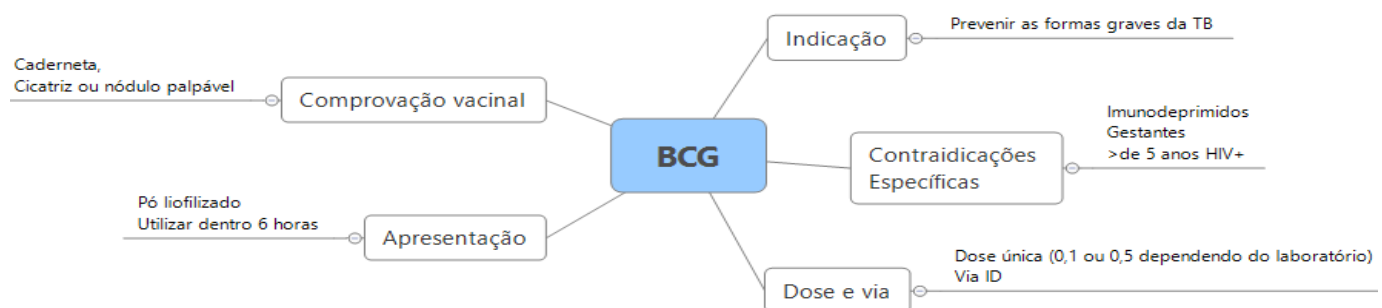 Indicação
Prevenir as formas graves da TB
Caderneta,
Cicatriz ou nódulo palpável
Comprovação vacinal
BCG
Contraidicações
Específicas
Imunodeprimidos
Gestantes
>de 5 anos HIV+
Pó liofilizado
Utilizar dentro 6 horas
Apresentação
Dose e via
Dose única (0,1 ou 0,5 dependendo do laboratório)
Via ID